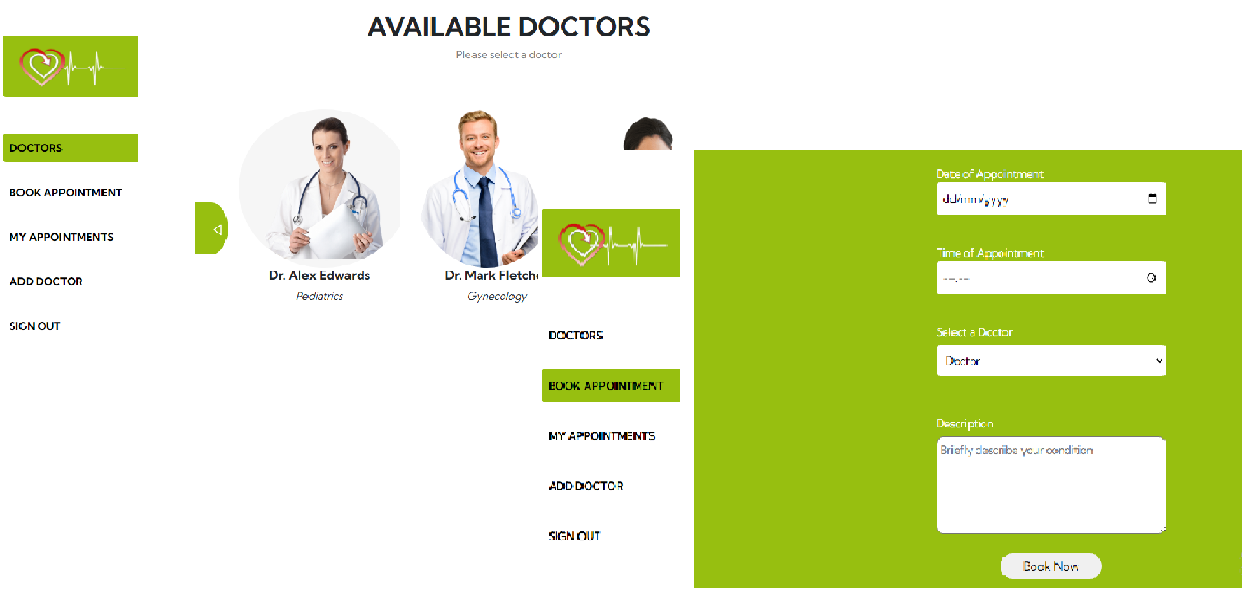 AVAILABLE DOCTORS
Please select a doctor
DOCTORS
BOOK APPOINTMENT
MY APPOINTMENTS
ADD DOCTOR
SIGN OUT
Dr. Alex Edwards
Pediatrics
Dr. Mark Fletche
Gynecology
DOCTORS
BOOK APPOINTMENT
MY APPOINTMENTS
ADD DOCTOR
SIGN OUT
Date of Appointment
dd/mm/yyyy
Time of Appointment
--:--
Select a Doctor
Doctor
Description
Briefly describe your condition
Book Now